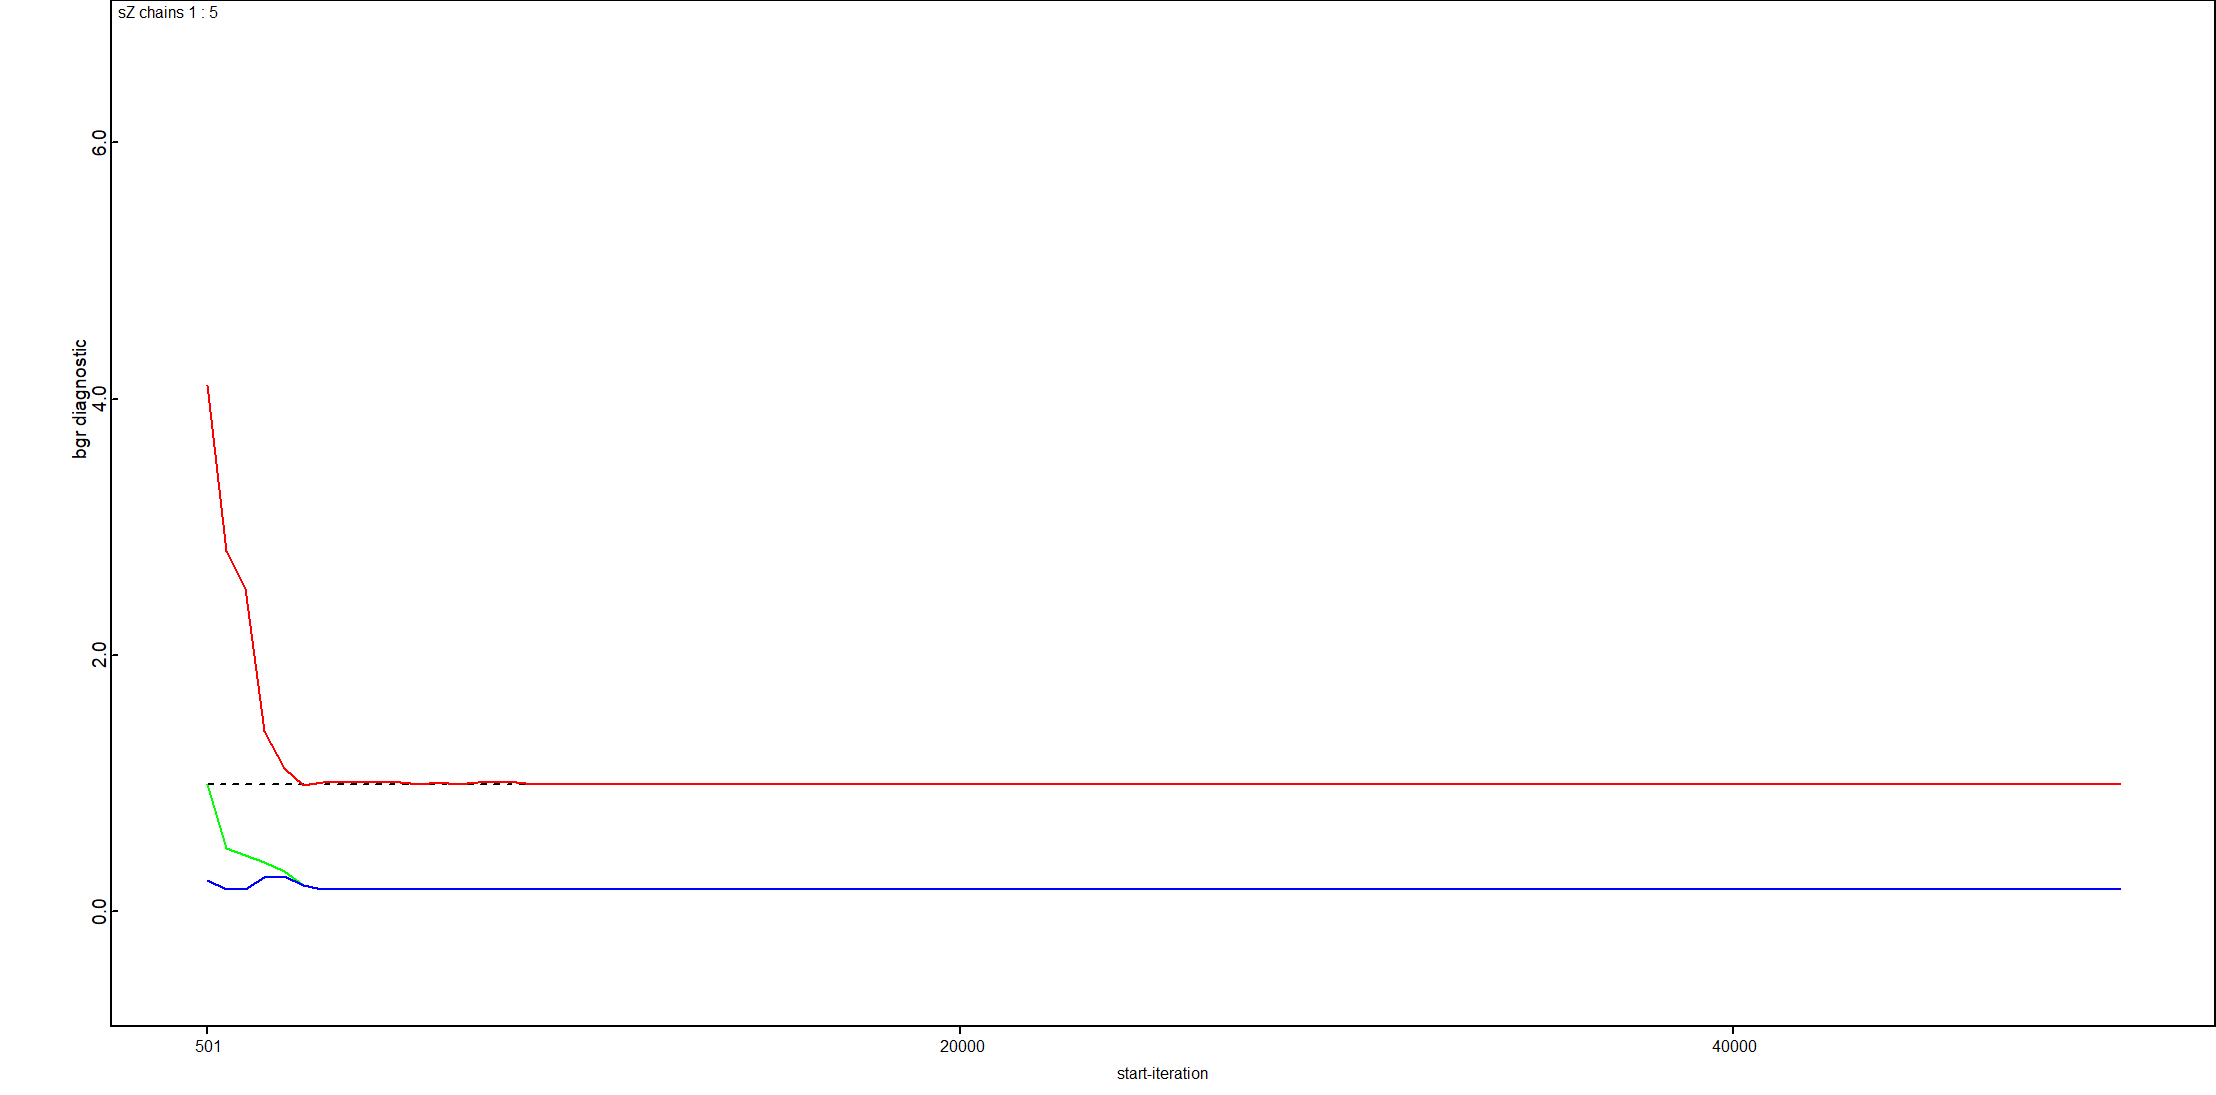 sZ chains 1 : 5
6.0
4.0
2.0
0.0
bgr diagnostic
501
20000
40000
start-iteration